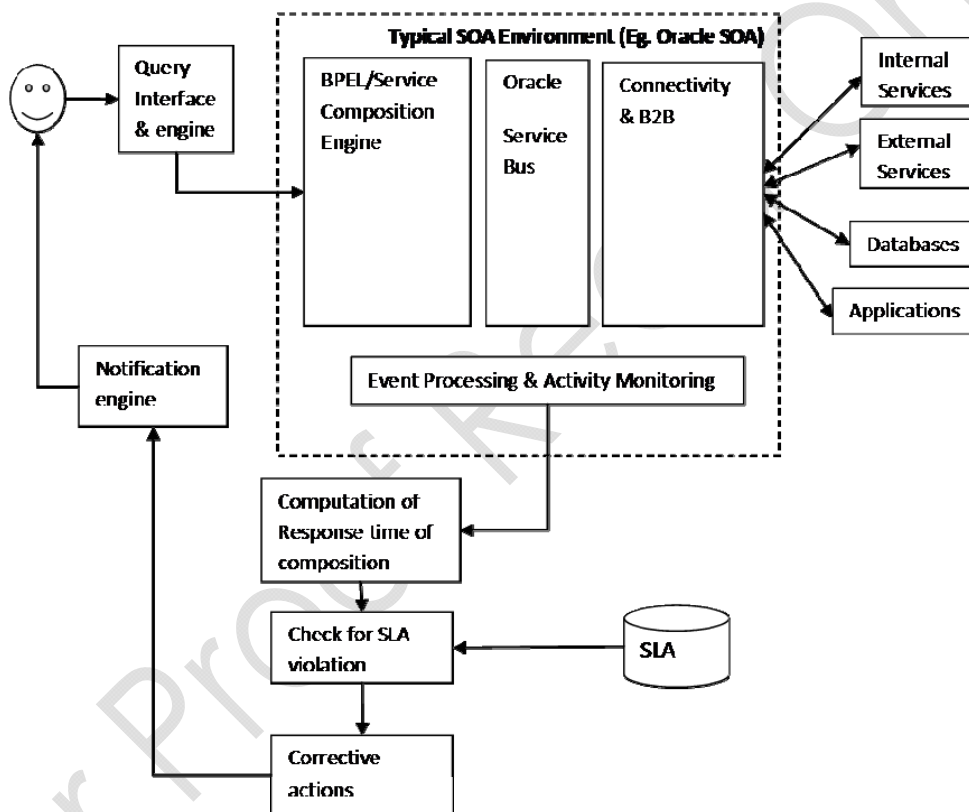 Typical SOA Environment (Eg. Oracle SOA)
Query
Interface
& engine
BPEL/Service
Composition
Engine
Oracle
Service
Bus
Connectivity
& B2B
Internal
Services
External
Services
Databases
Applications
Event Processing & Activity Monitoring
Notification
engine
Computation of
Response time of
composition
Check for SLA
violation
SLA
Corrective
actions